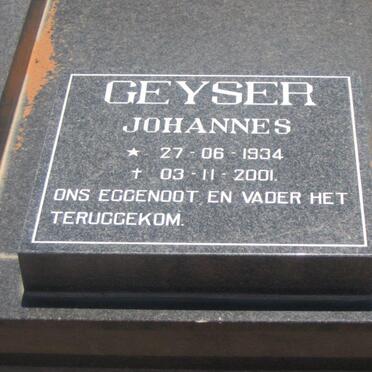 GEYSER
JOHANNES
★ 27-06-1934
✝ 03-11-2001.
ONS EGGENOOT EN VADER HET
TERUGGEKOM.